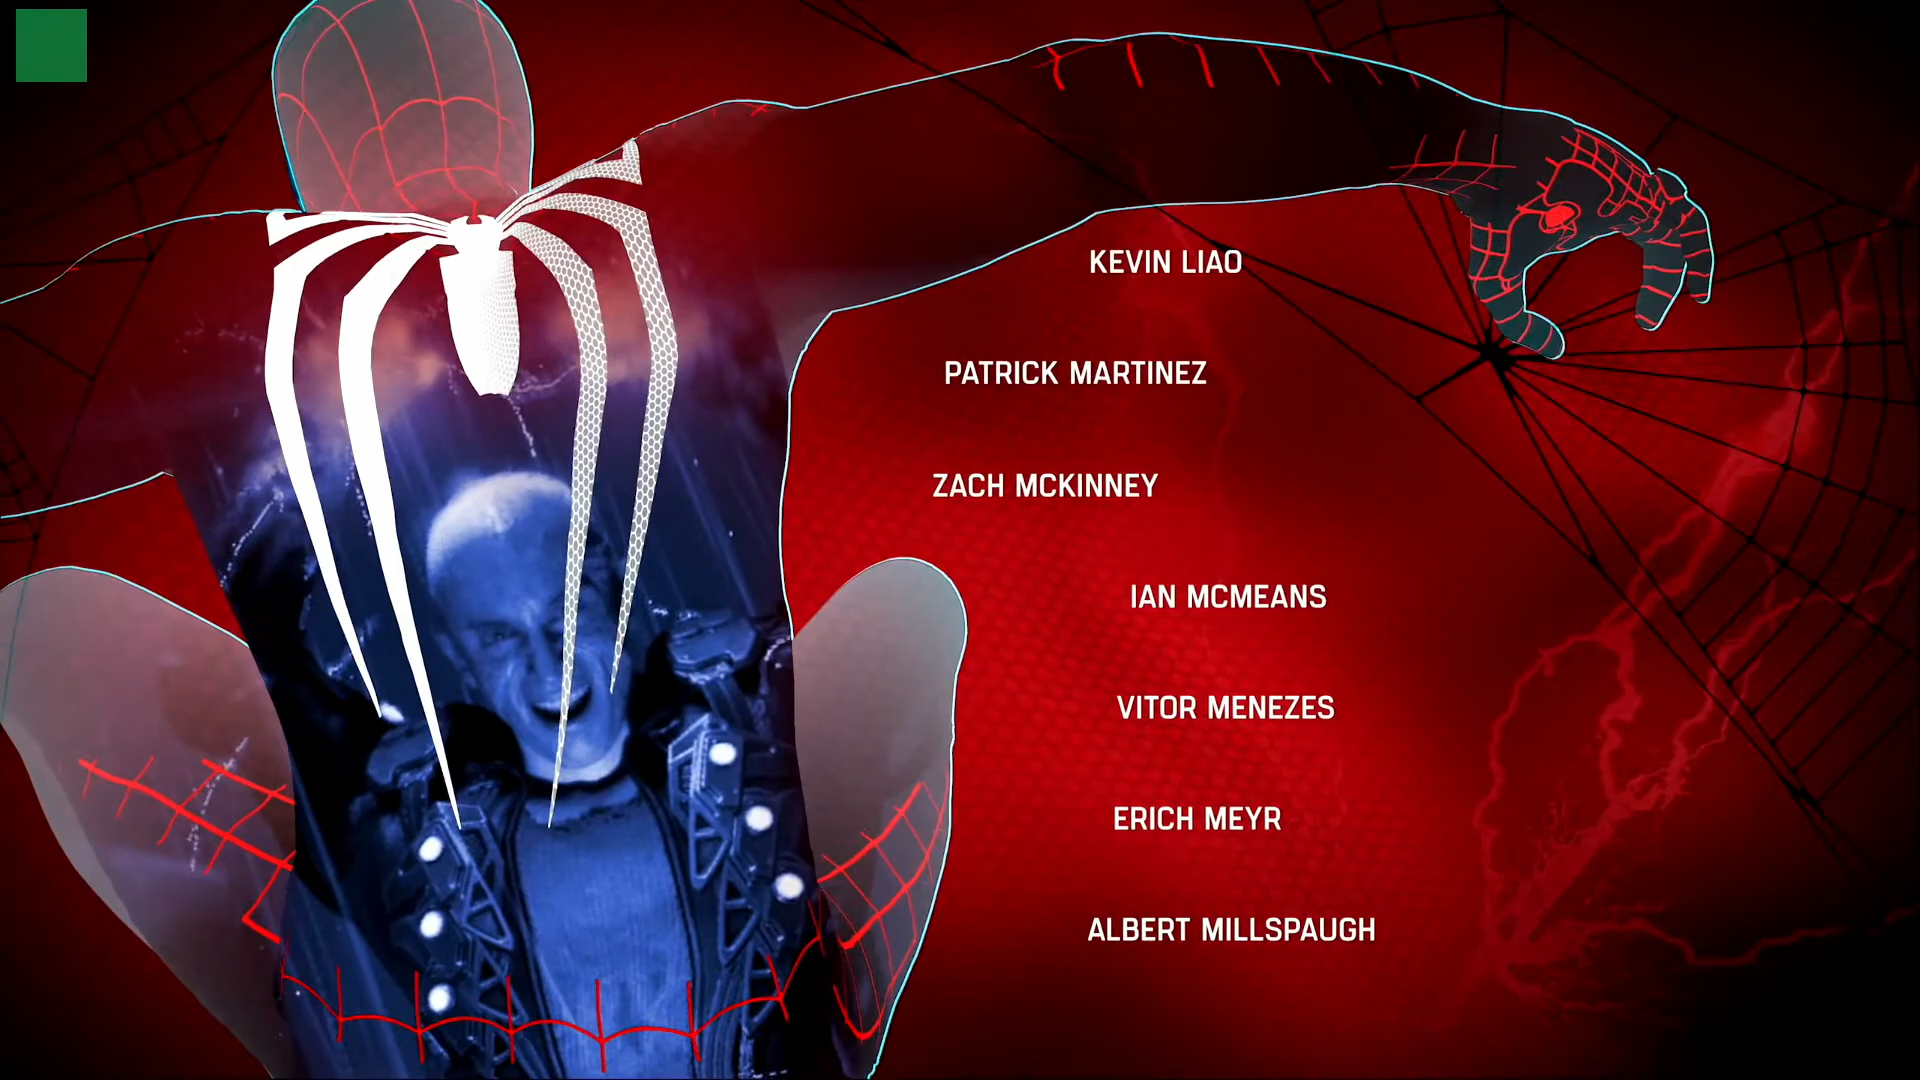 KEVIN LIAO
PATRICK MARTINEZ
ZACH MCKINNEY
IAN MCMEANS
VITOR MENEZES
ERICH MEYR
ALBERT MILLSPAUGH